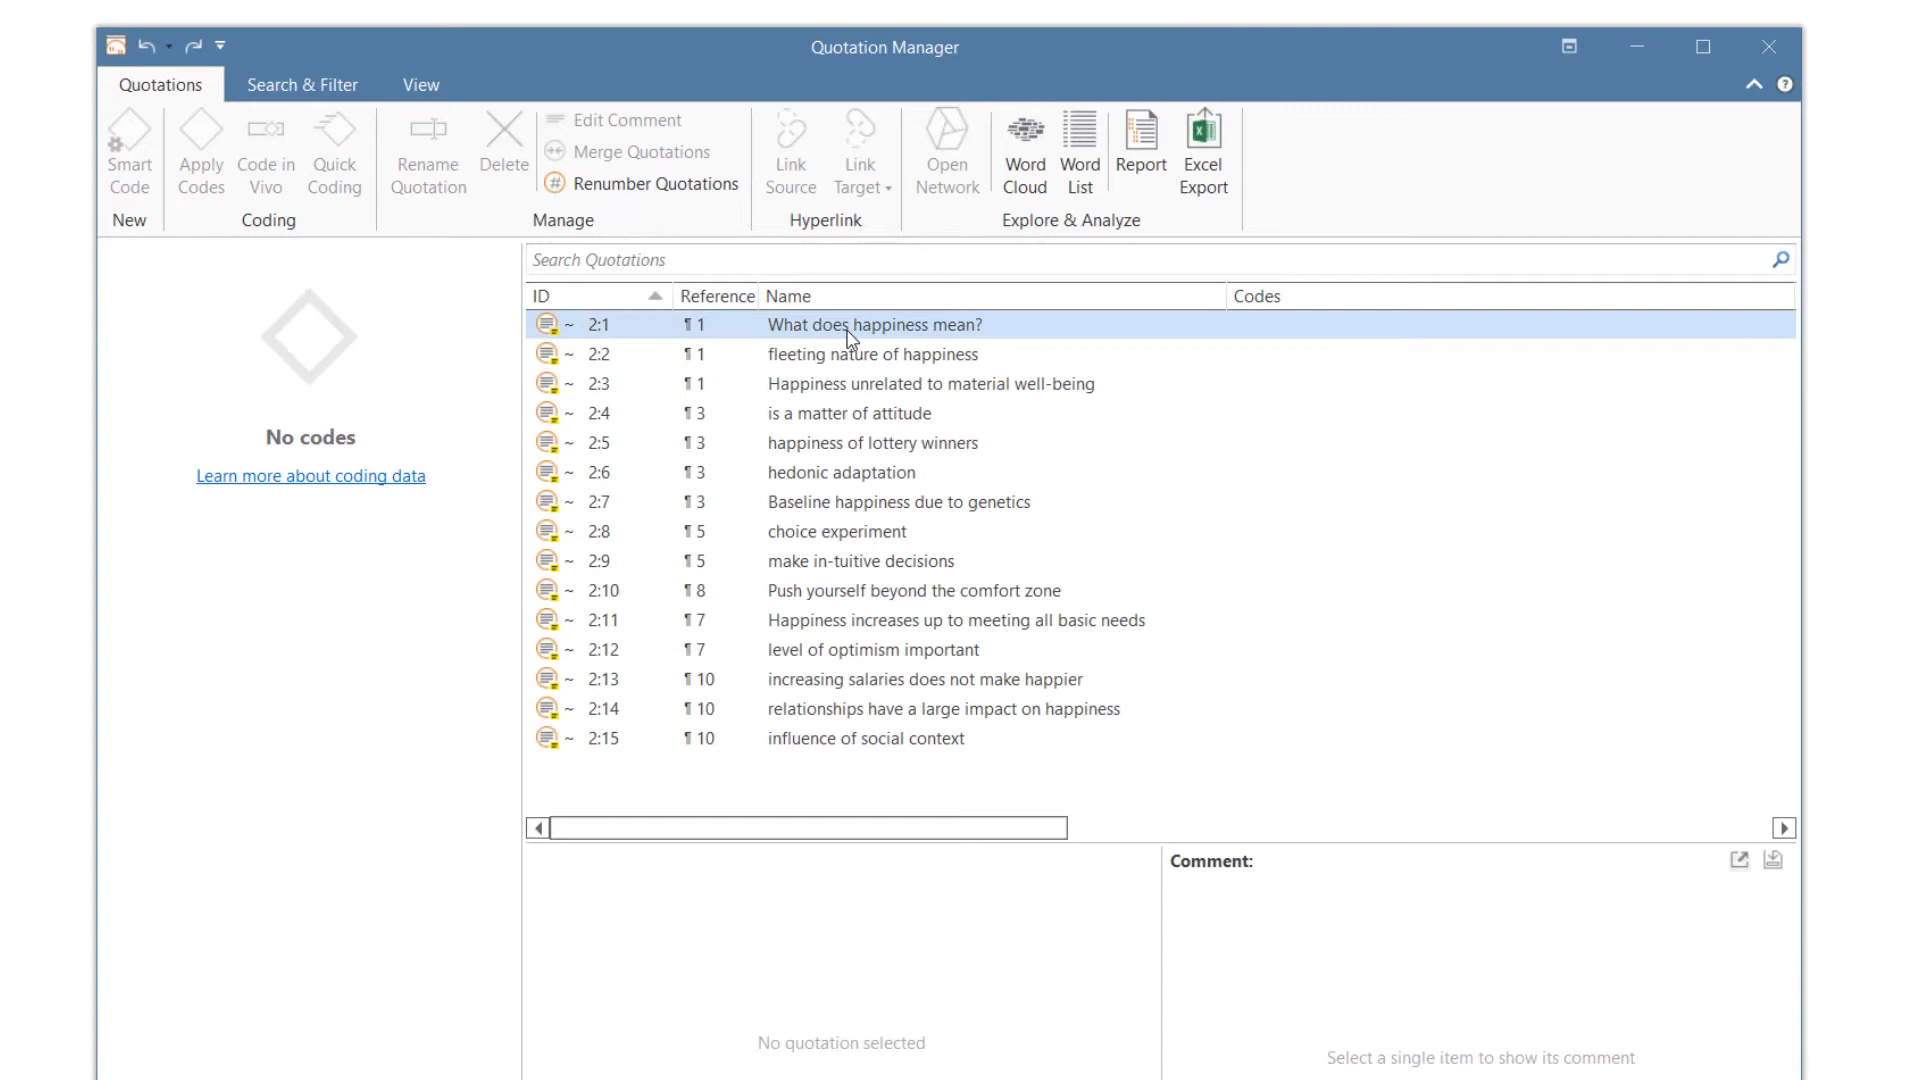 Quotation Manager
Quotations Search & Filter View
Smart Code
Apply Codes
Code in Vivo
Quick Coding
Rename Quotation
Delete
Edit Comment
Merge Quotations
Renumber Quotations
Link Source
Link Target
Open Network
Word Cloud
Word List
Report
Excel Export
New Coding Manage Hyperlink Explore & Analyze
Search Quotations
ID Reference Name Codes
~ 2:1 ¶ 1 What does happiness mean?
~ 2:2 ¶ 1 fleeting nature of happiness
~ 2:3 ¶ 1 Happiness unrelated to material well-being
~ 2:4 ¶ 3 is a matter of attitude
~ 2:5 ¶ 3 happiness of lottery winners
~ 2:6 ¶ 3 hedonic adaptation
~ 2:7 ¶ 3 Baseline happiness due to genetics
~ 2:8 ¶ 5 choice experiment
~ 2:9 ¶ 5 make in-tuitive decisions
~ 2:10 ¶ 8 Push yourself beyond the comfort zone
~ 2:11 ¶ 7 Happiness increases up to meeting all basic needs
~ 2:12 ¶ 7 level of optimism important
~ 2:13 ¶ 10 increasing salaries does not make happier
~ 2:14 ¶ 10 relationships have a large impact on happiness
~ 2:15 ¶ 10 influence of social context
No codes
Learn more about coding data
Comment:
No quotation selected
Select a single item to show its comment